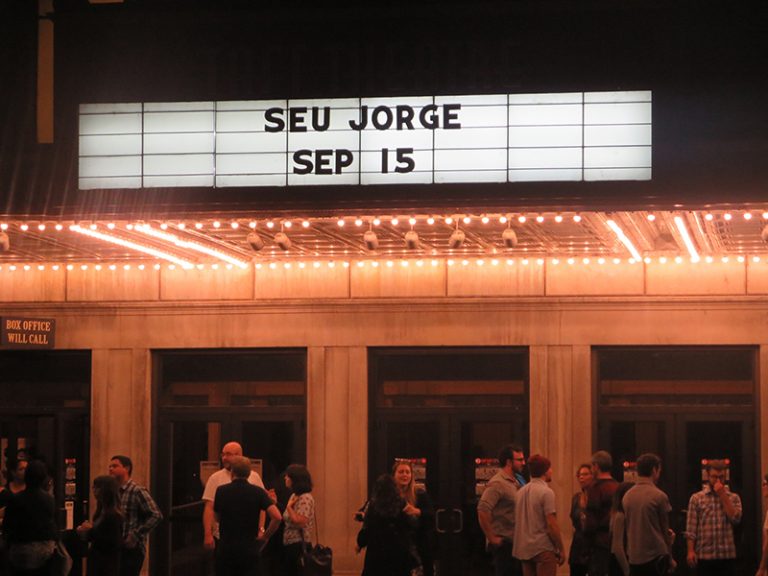 SEU JORGE
SEP 15
BOX OFFICE
WILL CALL